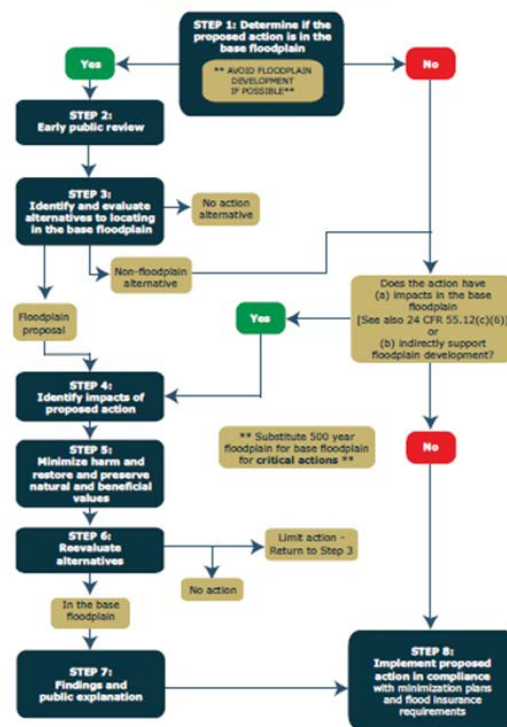 STEP 1: Determine if the
proposed action is in the
base floodplain
** AVOID FLOODPLAIN
DEVELOPMENT
IF POSSIBLE**
Yes
No
STEP 2:
Early public review
STEP 3:
Identify and evaluate
alternatives to locating
in the base floodplain
No action
alternative
Non-floodplain
alternative
Floodplain
proposal
Does the action have
(a) impacts in the base
floodplain
[See also 24 CFR 55.12(c)(6)]
or
(b) indirectly support
floodplain development?
Yes
STEP 4:
Identify impacts of
proposed action
No
** Substitute 500 year
floodplain for base floodplain
for critical actions **
STEP 5:
Minimize harm and
restore and preserve
natural and beneficial
values
STEP 6:
Reevaluate
alternatives
Limit action -
Return to Step 3
No action
In the base
floodplain
STEP 7:
Findings and
public explanation
STEP 8:
Implement proposed
action in compliance
with minimization plans
and flood insurance
requirements